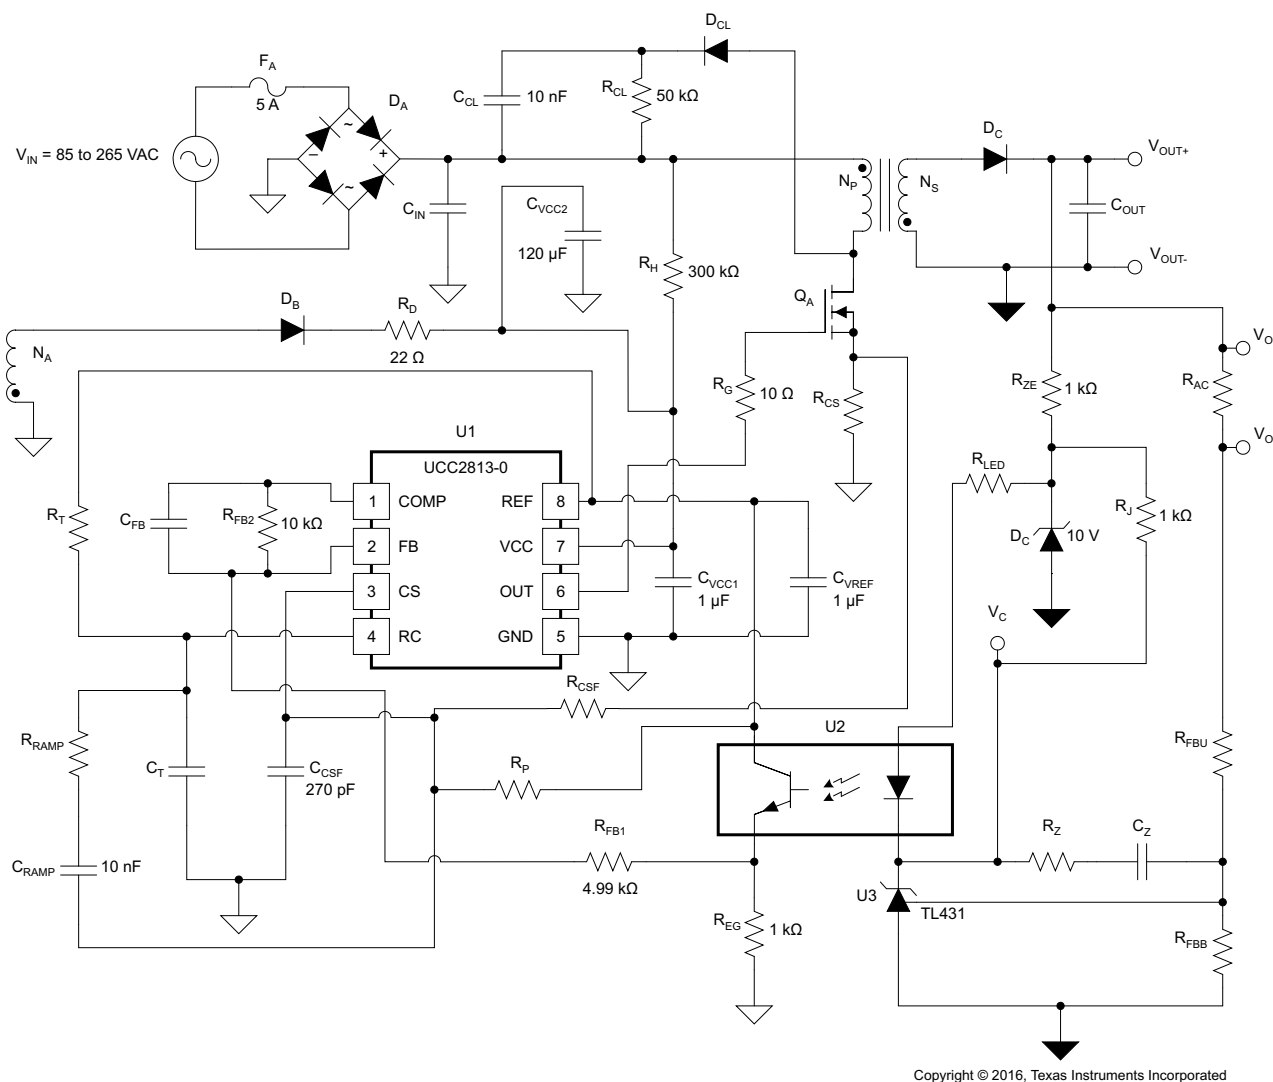 D_CL
F_A
5 A
D_A
C_CL
10 nF
R_CL
50 kΩ
V_IN = 85 to 265 VAC
~
~
–
+
D_C
V_OUT+
N_P
N_S
C_IN
C_VCC2
120 µF
C_OUT
R_H
300 kΩ
V_OUT-
Q_A
D_B
R_D
22 Ω
N_A
V_O
R_G
10 Ω
R_CS
R_ZE
1 kΩ
R_AC
U1
V_O
UCC2813-0
R_LED
R_T
C_FB
R_FB2
10 kΩ
1 COMP
REF 8
2 FB
VCC 7
3 CS
OUT 6
4 RC
GND 5
R_J
1 kΩ
D_C
10 V
C_VCC1
1 µF
C_VREF
1 µF
V_C
R_CSF
U2
R_RAMP
C_T
C_CSF
270 pF
R_P
R_FBU
R_FB1
4.99 kΩ
R_Z
C_Z
C_RAMP
10 nF
U3
TL431
R_EG
1 kΩ
R_FBB
Copyright © 2016, Texas Instruments Incorporated